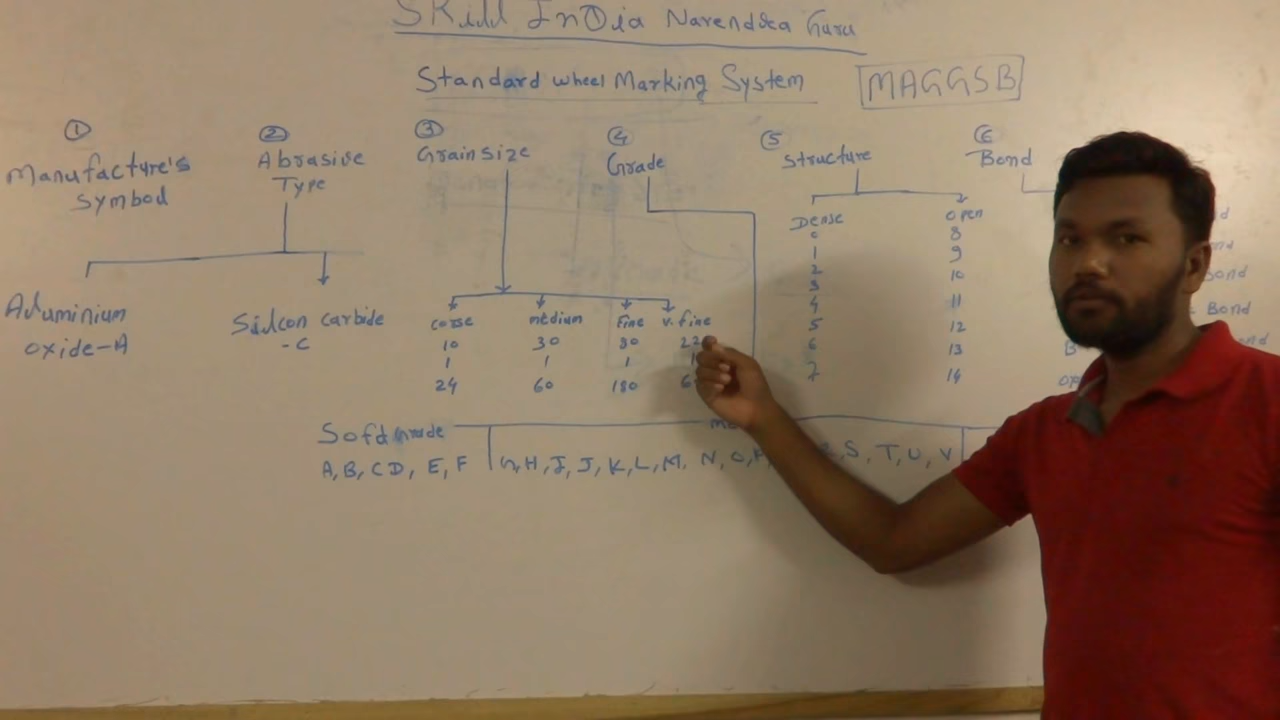 Skill InDia Narendra Guru
Standard wheel Marking System
MAGGSB
① ② ③ ④ ⑤ ⑥
Manufacture's
symbol
Abrasive
Type
Grain size
Grade
Structure
Bond
Aluminium
oxide-A
Silicon carbide
-C
corse medium Fine v. fine
10 30 80
1 1 1
24 60 180
Dense open
0 8
1 9
2 10
3
4 11
5 12
6 13
7 14
Bond
Bond
Soft Grade
A, B, C D, E, F G, H, I, J, K, L, M, N, O, S, T, U, V